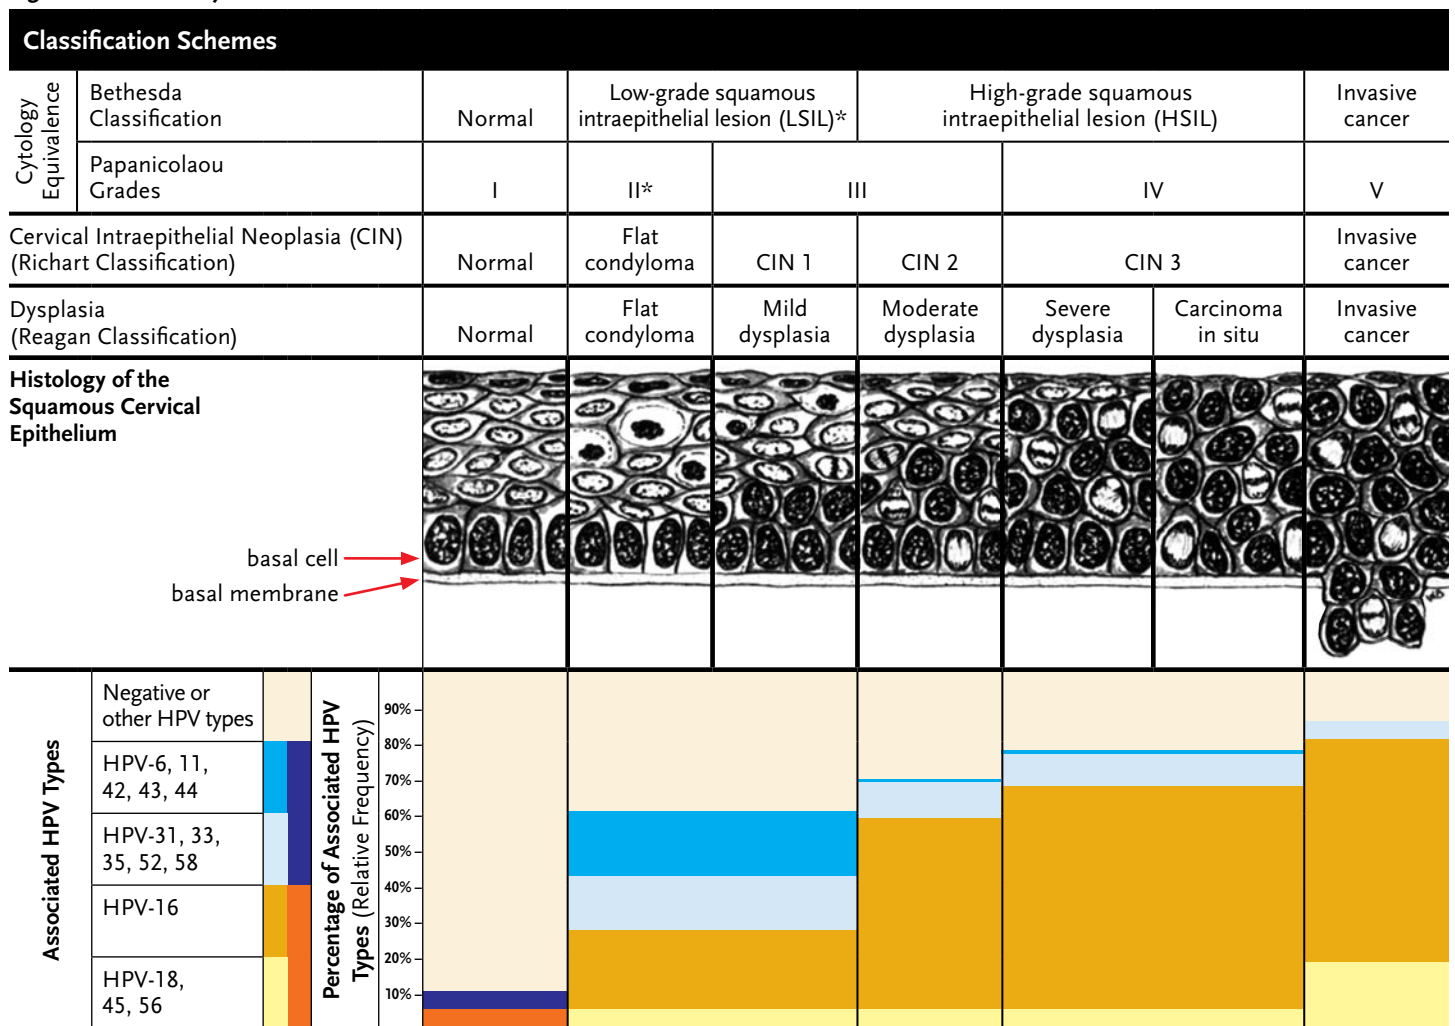 Classification Schemes
Cytology
Equivalence
Bethesda
Classification
Normal
Low-grade squamous
intraepithelial lesion (LSIL)*
High-grade squamous
intraepithelial lesion (HSIL)
Invasive
cancer
Papanicolaou
Grades
I
II*
III
IV
V
Cervical Intraepithelial Neoplasia (CIN)
(Richart Classification)
Normal
Flat
condyloma
CIN 1
CIN 2
CIN 3
Invasive
cancer
Dysplasia
(Reagan Classification)
Normal
Flat
condyloma
Mild
dysplasia
Moderate
dysplasia
Severe
dysplasia
Carcinoma
in situ
Invasive
cancer
Histology of the
Squamous Cervical
Epithelium
basal cell
basal membrane
Associated HPV Types
Negative or
other HPV types
HPV-6, 11,
42, 43, 44
HPV-31, 33,
35, 52, 58
HPV-16
HPV-18,
45, 56
Percentage of Associated HPV
Types (Relative Frequency)
90%
80%
70%
60%
50%
40%
30%
20%
10%